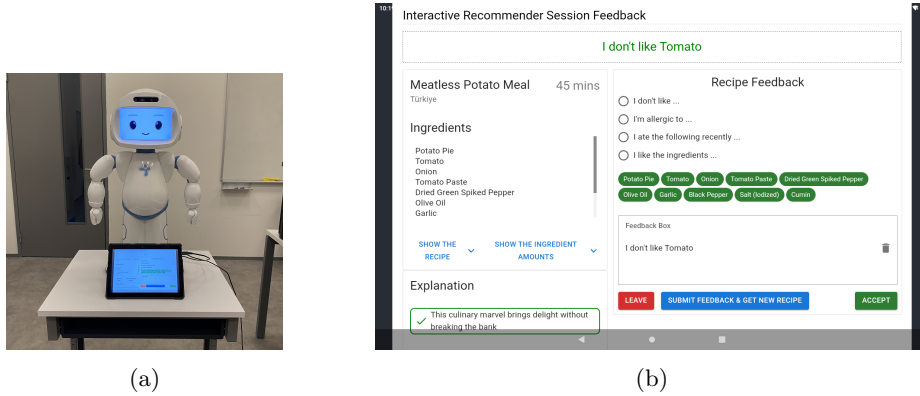 10:1
Interactive Recommender Session Feedback
I don't like Tomato
Meatless Potato Meal 45 mins
Türkiye
Ingredients
Potato Pie
Tomato
Onion
Tomato Paste
Dried Green Spiked Pepper
Olive Oil
Garlic
SHOW THE RECIPE
SHOW THE INGREDIENT AMOUNTS
Explanation
This culinary marvel brings delight without
breaking the bank
Recipe Feedback
I don't like ...
I'm allergic to ...
I ate the following recently ...
I like the ingredients ...
Potato Pie Tomato Onion Tomato Paste Dried Green Spiked Pepper
Olive Oil Garlic Black Pepper Salt (Iodized) Cumin
Feedback Box
I don't like Tomato
LEAVE SUBMIT FEEDBACK & GET NEW RECIPE ACCEPT
(a)
(b)